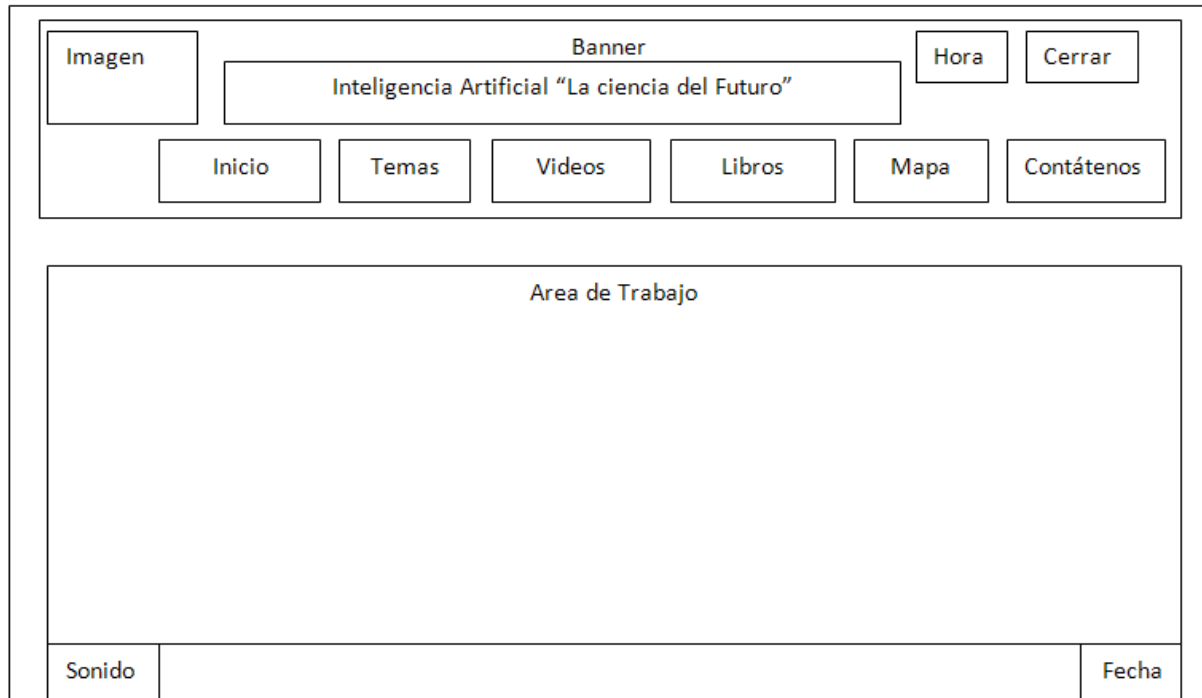 Imagen
Banner
Hora
Cerrar
Inteligencia Artificial “La ciencia del Futuro”
Inicio
Temas
Videos
Libros
Mapa
Contátenos
Area de Trabajo
Sonido
Fecha